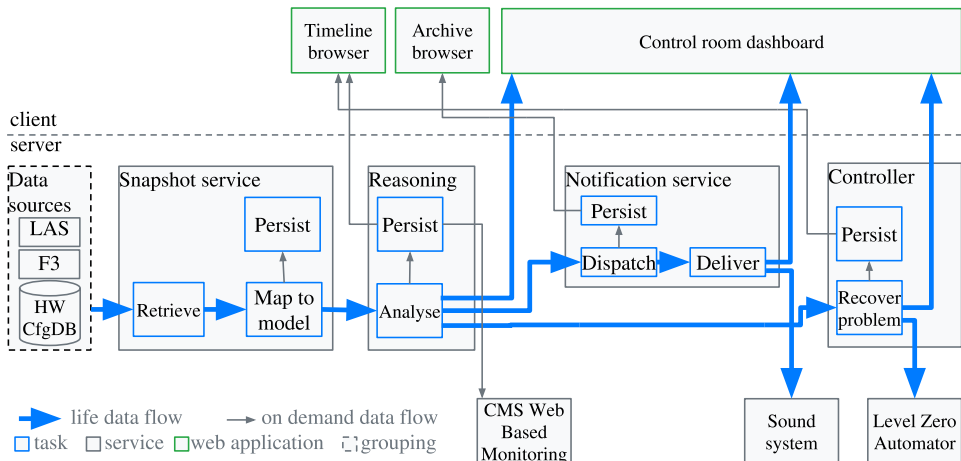 Timeline
browser
Archive
browser
Control room dashboard
client
server
Data
sources
LAS
F3
HW
CfgDB
Snapshot service
Persist
Retrieve
Map to
model
Reasoning
Persist
Analyse
Notification service
Persist
Dispatch
Deliver
Controller
Persist
Recover
problem
life data flow
on demand data flow
task
service
web application
grouping
CMS Web
Based
Monitoring
Sound
system
Level Zero
Automator